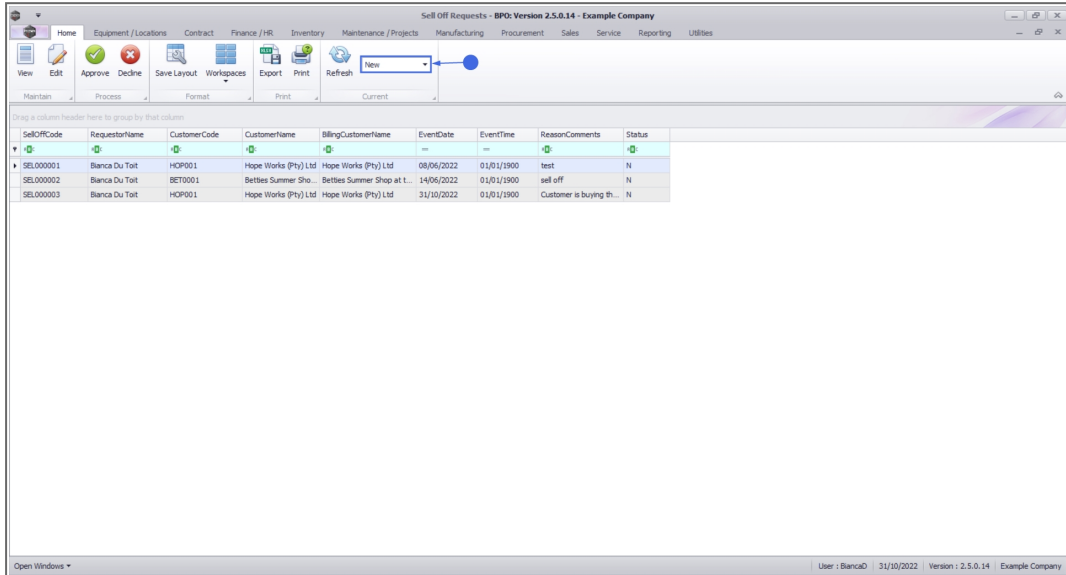 Sell Off Requests - BPO: Version 2.5.0.14 - Example Company
Home Equipment / Locations Contract Finance / HR Inventory Maintenance / Projects Manufacturing Procurement Sales Service Reporting Utilities
View Edit Approve Decline Save Layout Workspaces Export Print Refresh New
Maintain Process Format Print Current
Drag a column header here to group by that column
SellOffCode RequestorName CustomerCode CustomerName BillingCustomerName EventDate EventTime ReasonComments Status
SEL000001 Bianca Du Toit HOP001 Hope Works (Pty) Ltd Hope Works (Pty) Ltd 08/06/2022 01/01/1900 test N
SEL000002 Bianca Du Toit BET0001 Betties Summer Sho... Betties Summer Shop at t... 14/06/2022 01/01/1900 sell off N
SEL000003 Bianca Du Toit HOP001 Hope Works (Pty) Ltd Hope Works (Pty) Ltd 31/10/2022 01/01/1900 Customer is buying th... N
Open Windows User : BiancaD 31/10/2022 Version : 2.5.0.14 Example Company